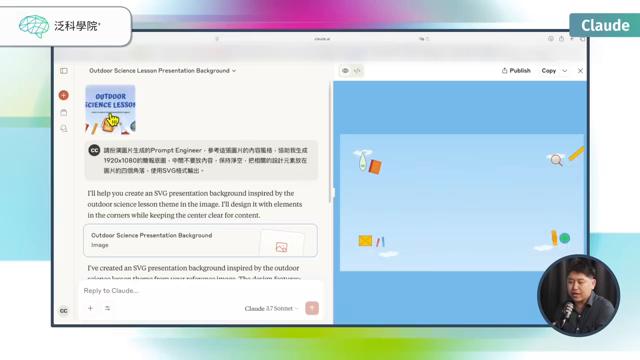 泛科學院
Claude
claude.ai
Outdoor Science Lesson Presentation Background
Publish
Copy
OUTDOOR
SCIENCE LESSON
CC
請扮演圖片生成的Prompt Engineer，參考這張圖片的內容風格，協助我生成
1920x1080的簡報底圖，中間不要放內容，保持淨空，把相關的設計元素放在
圖片的四個角落，使用SVG格式輸出。
I'll help you create an SVG presentation background inspired by the
outdoor science lesson theme in the image. I'll design it with elements
in the corners while keeping the center clear for content.
Outdoor Science Presentation Background
Image
I've created an SVG presentation background inspired by the outdoor
science lesson theme from your reference image. The design features:
Reply to Claude...
Claude 3.7 Sonnet
CC